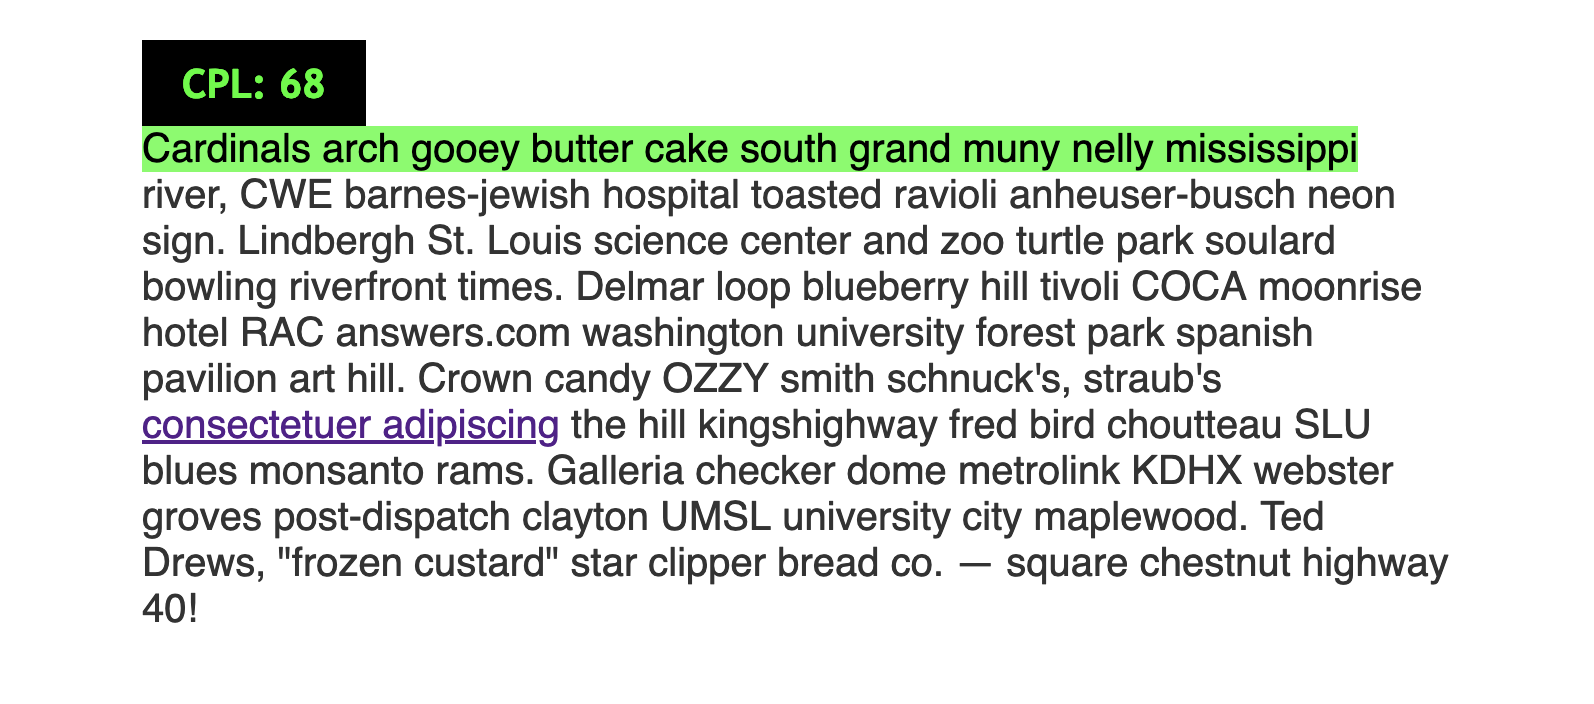 CPL: 68
Cardinals arch gooey butter cake south grand muny nelly mississippi
river, CWE barnes-jewish hospital toasted ravioli anheuser-busch neon
sign. Lindbergh St. Louis science center and zoo turtle park soulard
bowling riverfront times. Delmar loop blueberry hill tivoli COCA moonrise
hotel RAC answers.com washington university forest park spanish
pavilion art hill. Crown candy OZZY smith schnuck's, straub's
consectetuer adipiscing the hill kingshighway fred bird choutteau SLU
blues monsanto rams. Galleria checker dome metrolink KDHX webster
groves post-dispatch clayton UMSL university city maplewood. Ted
Drews, "frozen custard" star clipper bread co. — square chestnut highway
40!